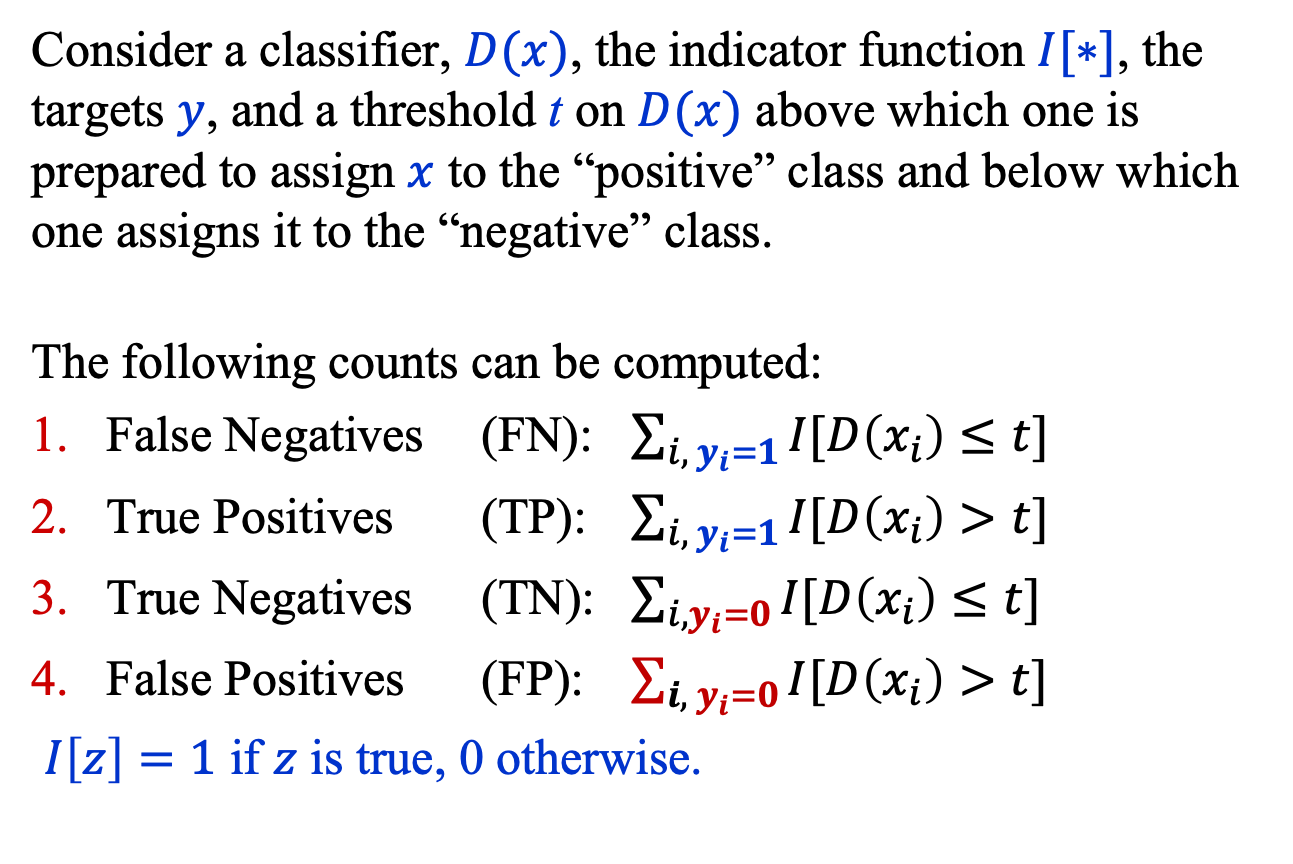 Consider a classifier, D(x), the indicator function I[*], the
targets y, and a threshold t on D(x) above which one is
prepared to assign x to the “positive” class and below which
one assigns it to the “negative” class.
The following counts can be computed:
1. False Negatives (FN): ∑i, yi=1 I[D(xi) ≤ t]
2. True Positives (TP): ∑i, yi=1 I[D(xi) > t]
3. True Negatives (TN): ∑i,yi=0 I[D(xi) ≤ t]
4. False Positives (FP): ∑i, yi=0 I[D(xi) > t]
I[z] = 1 if z is true, 0 otherwise.